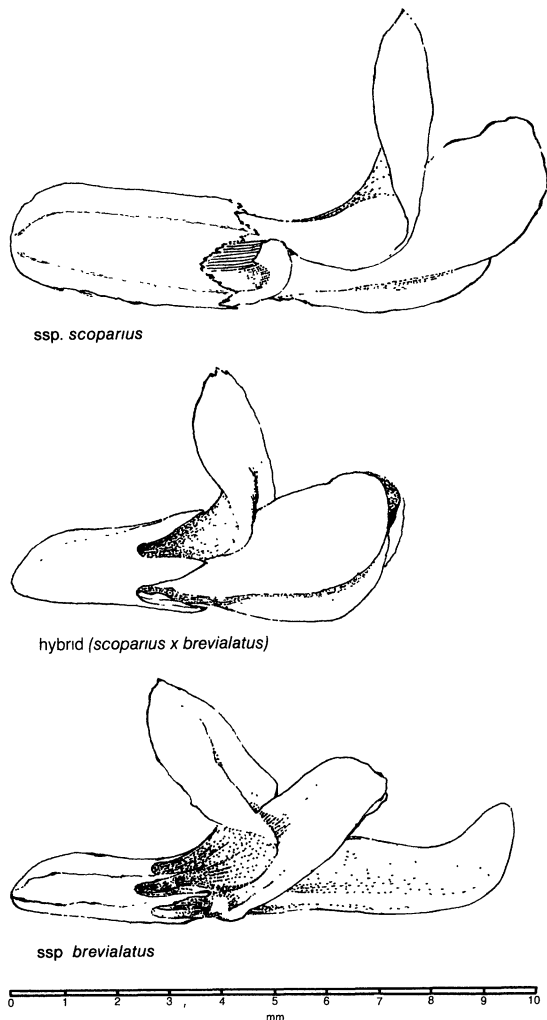 ssp. scoparius
hybrid (scoparius x brevialatus)
ssp brevialatus
0 1 2 3 4 5 6 7 8 9 10
mm